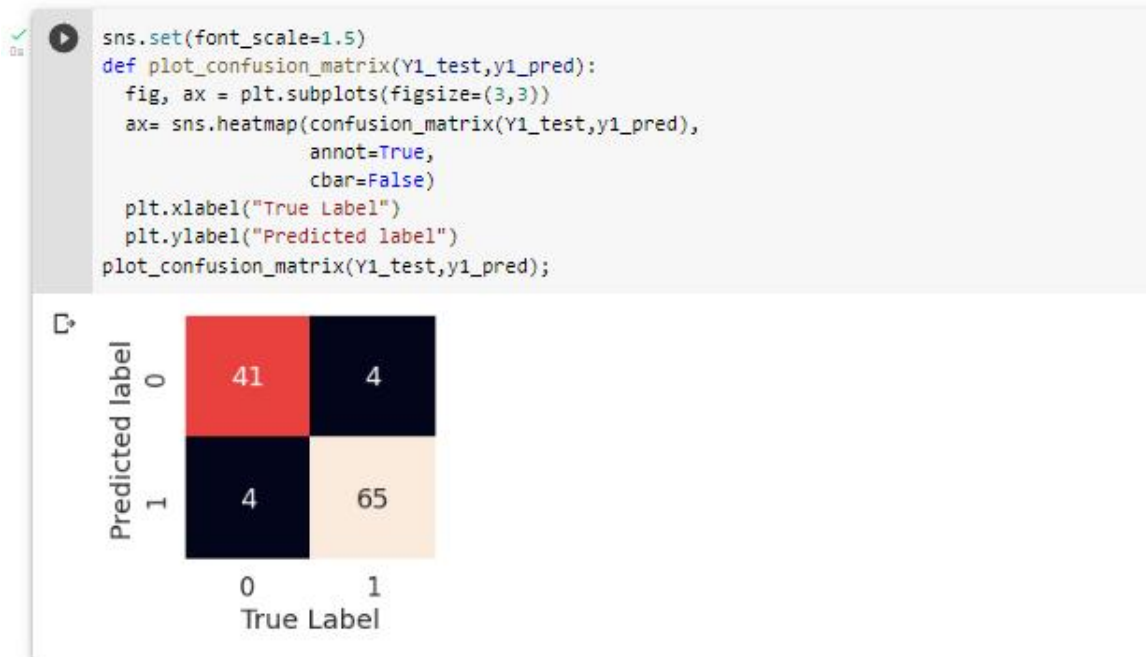 sns.set(font_scale=1.5)
def plot_confusion_matrix(Y1_test,y1_pred):
  fig, ax = plt.subplots(figsize=(3,3))
  ax= sns.heatmap(confusion_matrix(Y1_test,y1_pred),
                  annot=True,
                  cbar=False)
  plt.xlabel("True Label")
  plt.ylabel("Predicted label")
plot_confusion_matrix(Y1_test,y1_pred);
0s
Predicted label
0
41 4
1
4 65
0 1
True Label